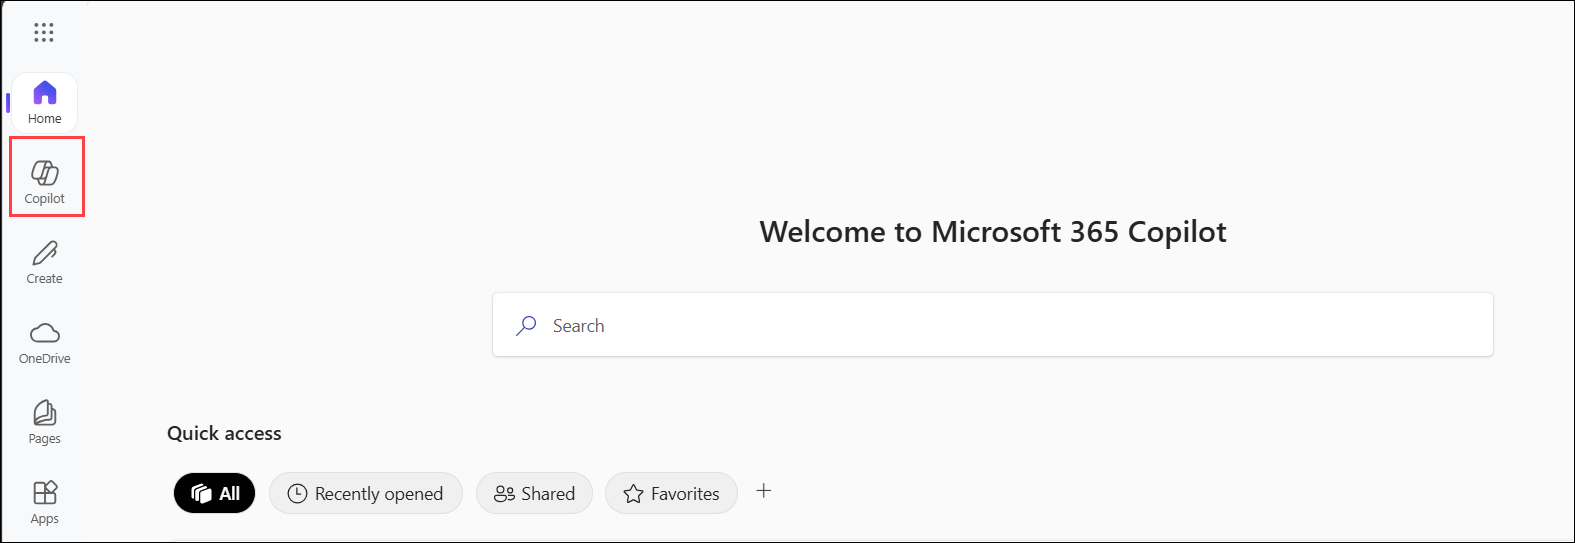 Home
Copilot
Create
OneDrive
Pages
Apps
Welcome to Microsoft 365 Copilot
Search
Quick access
All Recently opened Shared Favorites